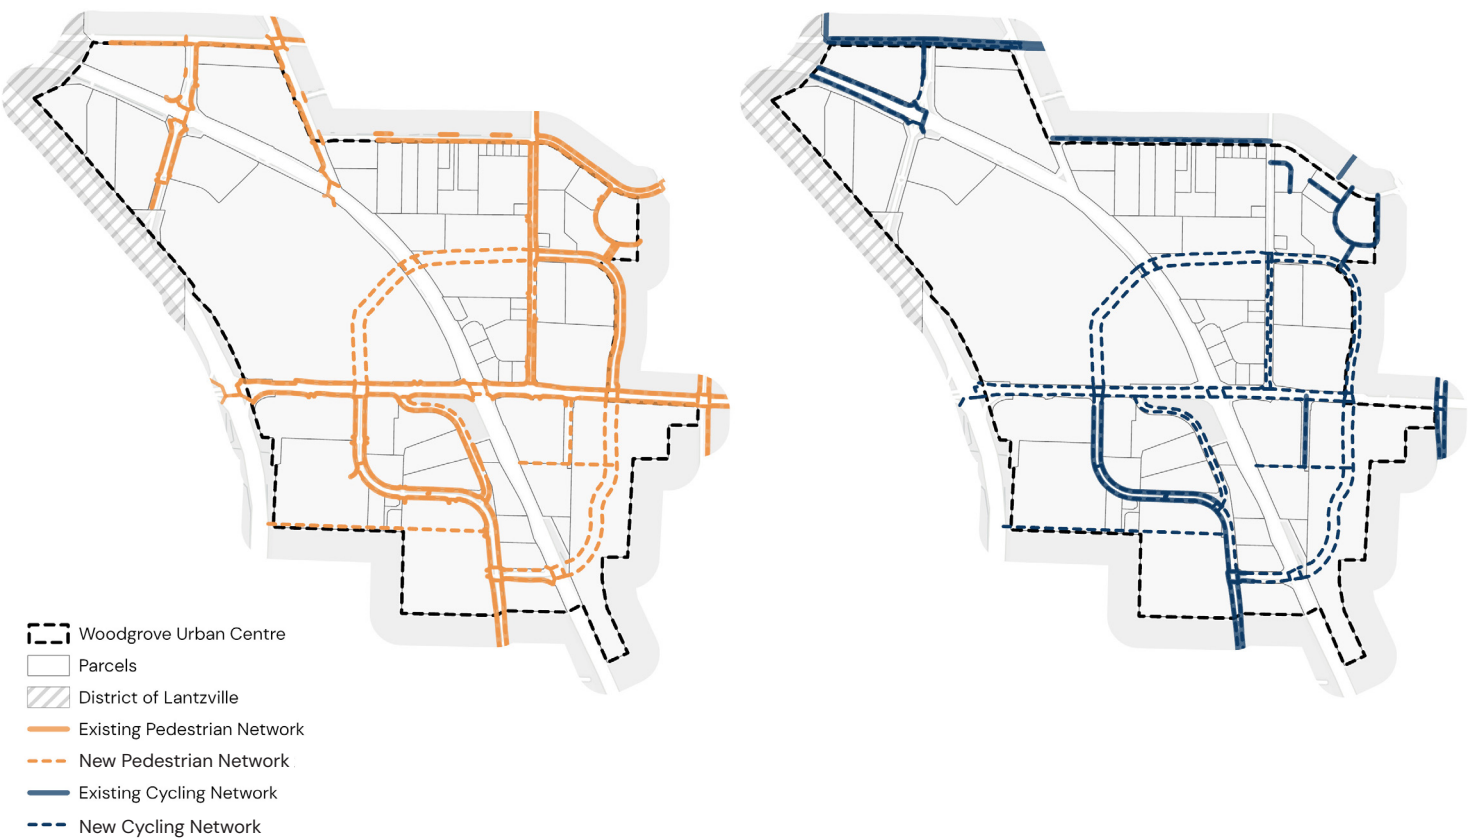 Woodgrove Urban Centre
Parcels
District of Lantzville
Existing Pedestrian Network
New Pedestrian Network
Existing Cycling Network
New Cycling Network